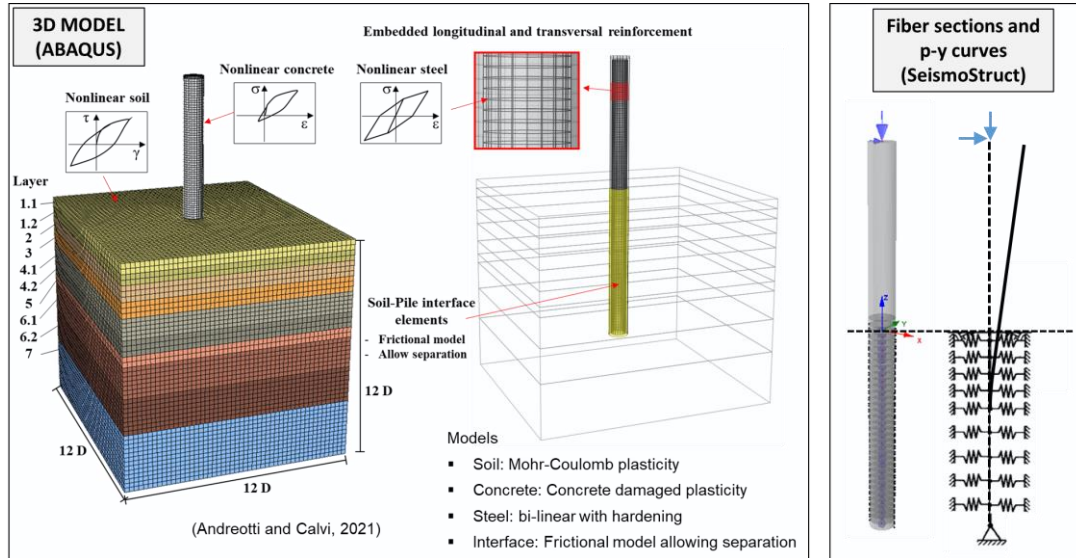 3D MODEL
(ABAQUS)
Embedded longitudinal and transversal reinforcement
Nonlinear concrete
Nonlinear steel
Nonlinear soil
σ
ε
σ
ε
τ
γ
Layer
1.1
1.2
2
3
4.1
4.2
5
6.1
6.2
7
12 D
12 D
12 D
Soil-Pile interface
elements
- Frictional model
- Allow separation
Models
▪ Soil: Mohr-Coulomb plasticity
▪ Concrete: Concrete damaged plasticity
▪ Steel: bi-linear with hardening
▪ Interface: Frictional model allowing separation
(Andreotti and Calvi, 2021)
Fiber sections and
p-y curves
(SeismoStruct)
Z
Y
X